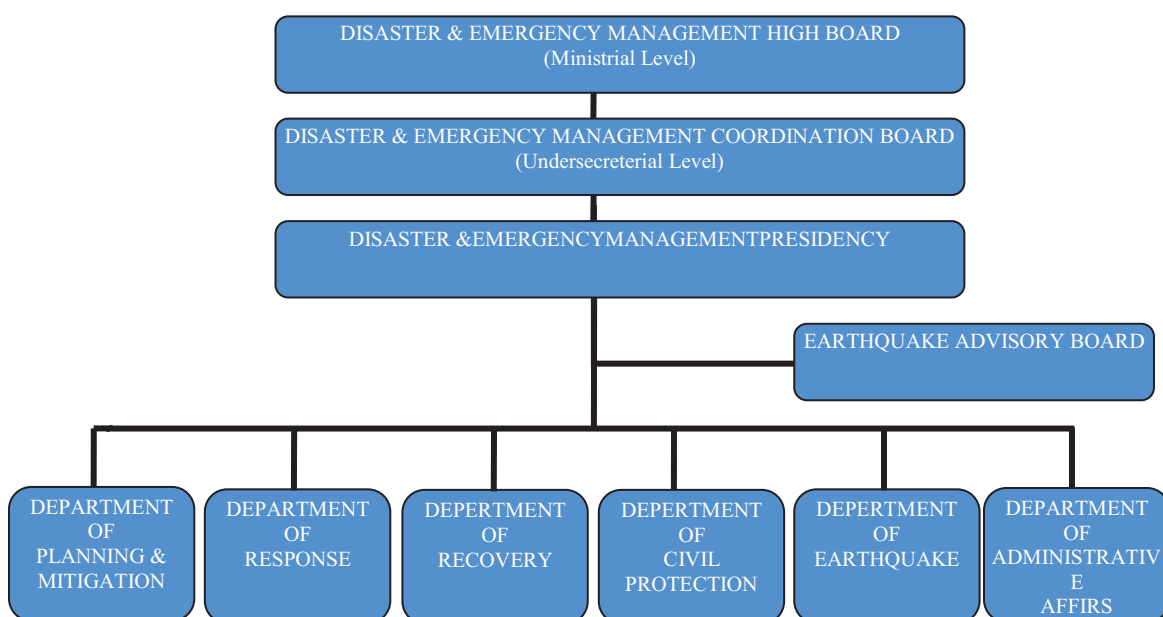 DISASTER & EMERGENCY MANAGEMENT HIGH BOARD
(Ministrial Level)
DISASTER & EMERGENCY MANAGEMENT COORDINATION BOARD
(Undersecreterial Level)
DISASTER &EMERGENCYMANAGEMENTPRESIDENCY
EARTHQUAKE ADVISORY BOARD
DEPARTMENT
OF
PLANNING &
MITIGATION
DEPARTMENT
OF
RESPONSE
DEPERTMENT
OF
RECOVERY
DEPERTMENT
OF
CIVIL
PROTECTION
DEPERTMENT
OF
EARTHQUAKE
DEPARTMENT
OF
ADMINISTRATIV
E
AFFIRS